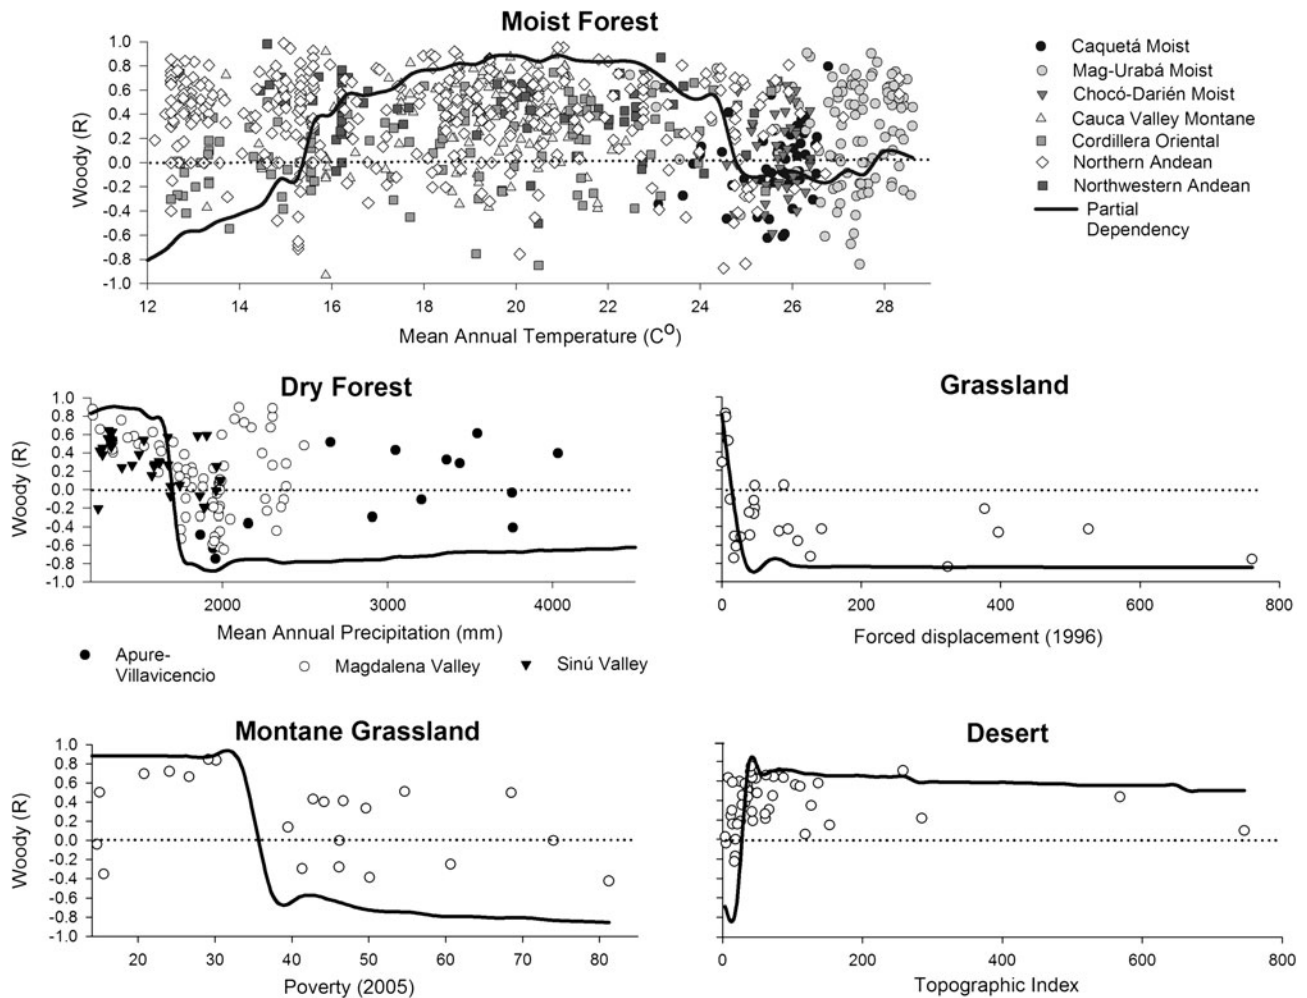 Moist Forest
1.0
0.8
0.6
0.4
0.2
0.0
-0.2
-0.4
-0.6
-0.8
-1.0
Woody (R)
12 14 16 18 20 22 24 26 28
Mean Annual Temperature (C°)
Caquetá Moist
Mag-Urabá Moist
Chocó-Darién Moist
Cauca Valley Montane
Cordillera Oriental
Northern Andean
Northwestern Andean
Partial
Dependency
Dry Forest
1.0
0.8
0.6
0.4
0.2
0.0
-0.2
-0.4
-0.6
-0.8
-1.0
Woody (R)
2000 3000 4000
Mean Annual Precipitation (mm)
Apure-
Villavicencio
Magdalena Valley
Sinú Valley
Grassland
0 200 400 600 800
Forced displacement (1996)
Montane Grassland
1.0
0.8
0.6
0.4
0.2
0.0
-0.2
-0.4
-0.6
-0.8
-1.0
Woody (R)
20 30 40 50 60 70 80
Poverty (2005)
Desert
0 200 400 600 800
Topographic Index